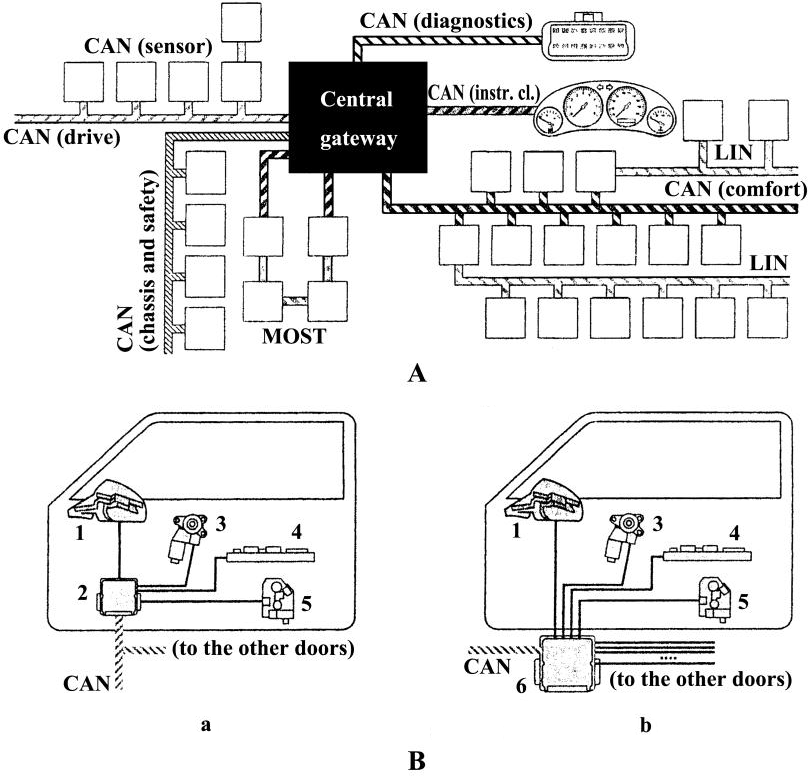 CAN (diagnostics)
CAN (sensor)
Central
gateway
CAN (instr. cl.)
CAN (drive)
LIN
CAN (comfort)
CAN
(chassis and safety)
LIN
MOST
A
1
2
3
4
5
(to the other doors)
CAN
a
1
3
4
5
CAN
6
(to the other doors)
b
B